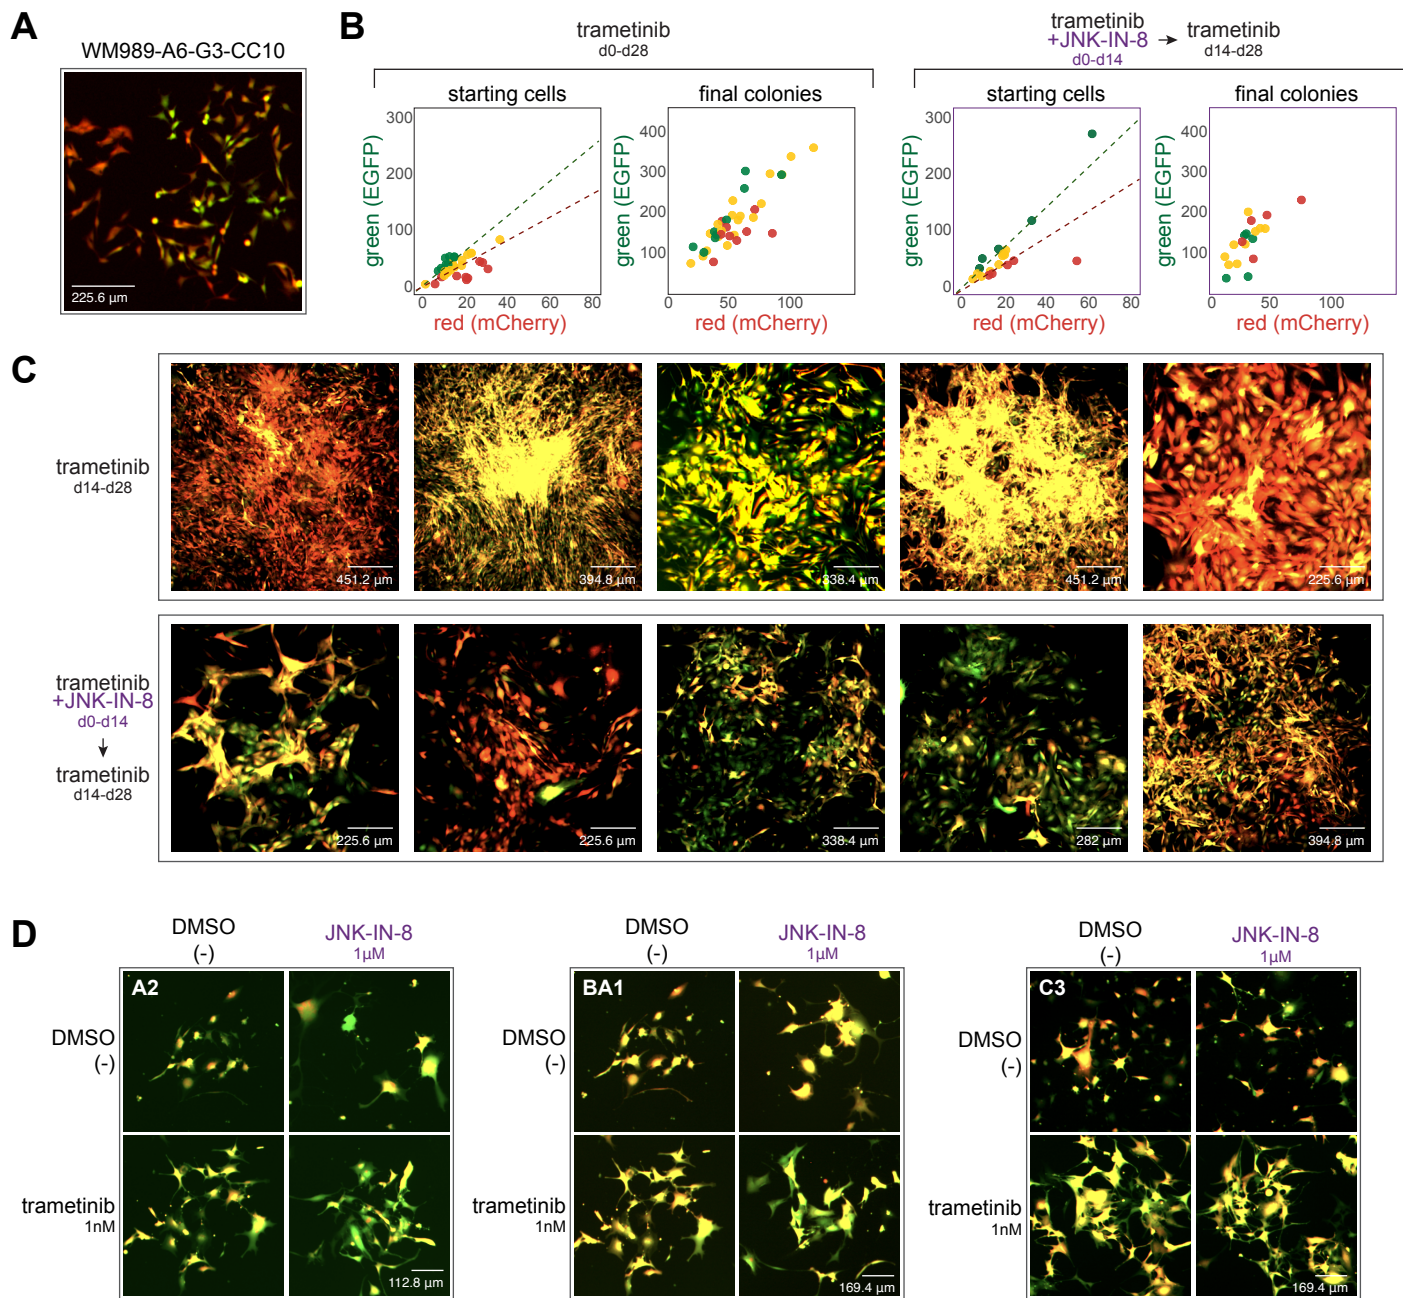 A
WM989-A6-G3-CC10
225.6 µm
B
trametinib
d0-d28
trametinib
+JNK-IN-8
d0-d14
trametinib
d14-d28
starting cells
final colonies
starting cells
final colonies
green (EGFP)
300
200
100
0
0
20
40
60
80
red (mCherry)
green (EGFP)
400
300
200
100
0
50
100
red (mCherry)
green (EGFP)
300
200
100
0
0
20
40
60
80
red (mCherry)
green (EGFP)
400
300
200
100
0
50
100
red (mCherry)
C
trametinib
d14-d28
451.2 µm
394.8 µm
338.4 µm
451.2 µm
225.6 µm
trametinib
+JNK-IN-8
d0-d14
trametinib
d14-d28
225.6 µm
225.6 µm
338.4 µm
282 µm
394.8 µm
D
DMSO
(-)
JNK-IN-8
1µM
DMSO
(-)
JNK-IN-8
1µM
DMSO
(-)
JNK-IN-8
1µM
DMSO
(-)
A2
DMSO
(-)
BA1
DMSO
(-)
C3
trametinib
1nM
112.8 µm
trametinib
1nM
169.4 µm
trametinib
1nM
169.4 µm